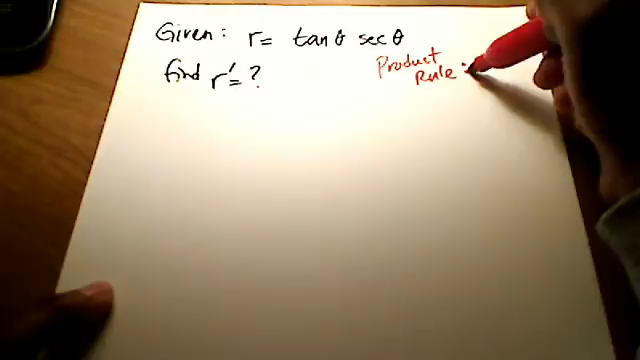 Given: r= tanθ secθ
find r'= ?
Product
Rule :